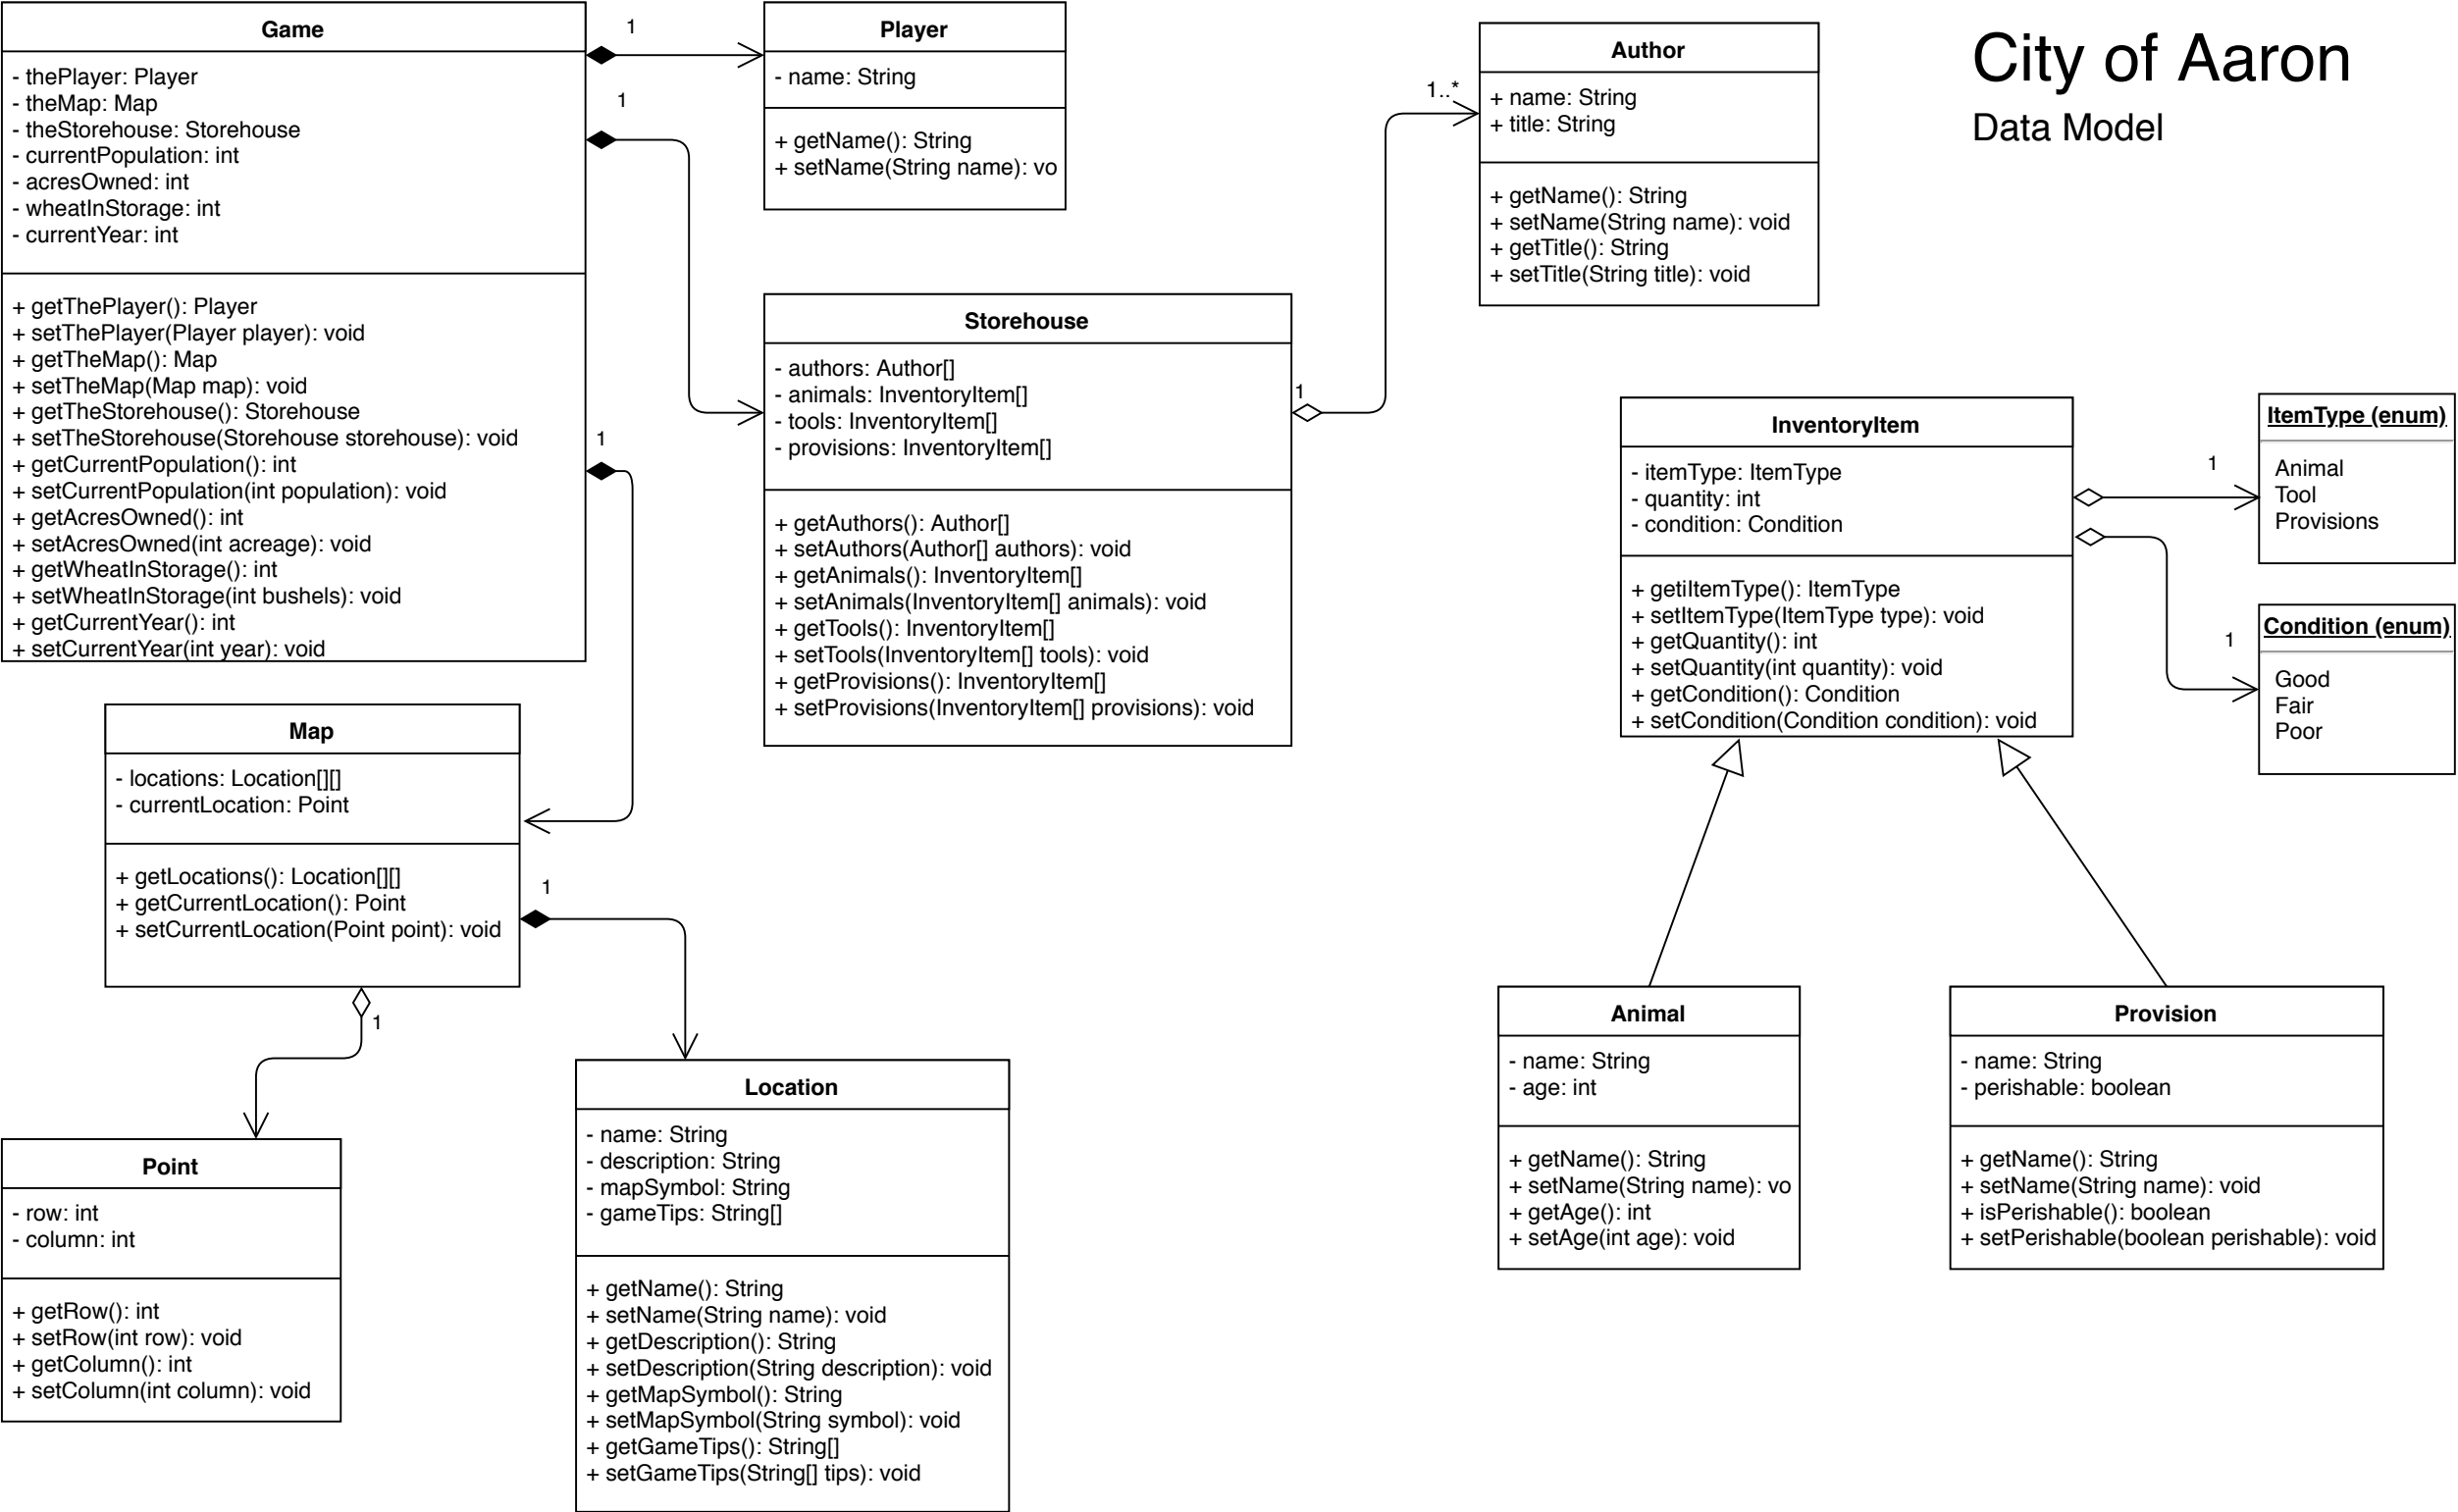 City of Aaron
Data Model
Game
- thePlayer: Player
- theMap: Map
- theStorehouse: Storehouse
- currentPopulation: int
- acresOwned: int
- wheatInStorage: int
- currentYear: int
+ getThePlayer(): Player
+ setThePlayer(Player player): void
+ getTheMap(): Map
+ setTheMap(Map map): void
+ getTheStorehouse(): Storehouse
+ setTheStorehouse(Storehouse storehouse): void
+ getCurrentPopulation(): int
+ setCurrentPopulation(int population): void
+ getAcresOwned(): int
+ setAcresOwned(int acreage): void
+ getWheatInStorage(): int
+ setWheatInStorage(int bushels): void
+ getCurrentYear(): int
+ setCurrentYear(int year): void
1
1
1
Player
- name: String
+ getName(): String
+ setName(String name): vo
Storehouse
- authors: Author[]
- animals: InventoryItem[]
- tools: InventoryItem[]
- provisions: InventoryItem[]
+ getAuthors(): Author[]
+ setAuthors(Author[] authors): void
+ getAnimals(): InventoryItem[]
+ setAnimals(InventoryItem[] animals): void
+ getTools(): InventoryItem[]
+ setTools(InventoryItem[] tools): void
+ getProvisions(): InventoryItem[]
+ setProvisions(InventoryItem[] provisions): void
1
1..*
Author
+ name: String
+ title: String
+ getName(): String
+ setName(String name): void
+ getTitle(): String
+ setTitle(String title): void
InventoryItem
- itemType: ItemType
- quantity: int
- condition: Condition
+ getiItemType(): ItemType
+ setItemType(ItemType type): void
+ getQuantity(): int
+ setQuantity(int quantity): void
+ getCondition(): Condition
+ setCondition(Condition condition): void
1
1
ItemType (enum)
Animal
Tool
Provisions
Condition (enum)
Good
Fair
Poor
Map
- locations: Location[][]
- currentLocation: Point
+ getLocations(): Location[][]
+ getCurrentLocation(): Point
+ setCurrentLocation(Point point): void
1
1
Point
- row: int
- column: int
+ getRow(): int
+ setRow(int row): void
+ getColumn(): int
+ setColumn(int column): void
Location
- name: String
- description: String
- mapSymbol: String
- gameTips: String[]
+ getName(): String
+ setName(String name): void
+ getDescription(): String
+ setDescription(String description): void
+ getMapSymbol(): String
+ setMapSymbol(String symbol): void
+ getGameTips(): String[]
+ setGameTips(String[] tips): void
Animal
- name: String
- age: int
+ getName(): String
+ setName(String name): vo
+ getAge(): int
+ setAge(int age): void
Provision
- name: String
- perishable: boolean
+ getName(): String
+ setName(String name): void
+ isPerishable(): boolean
+ setPerishable(boolean perishable): void